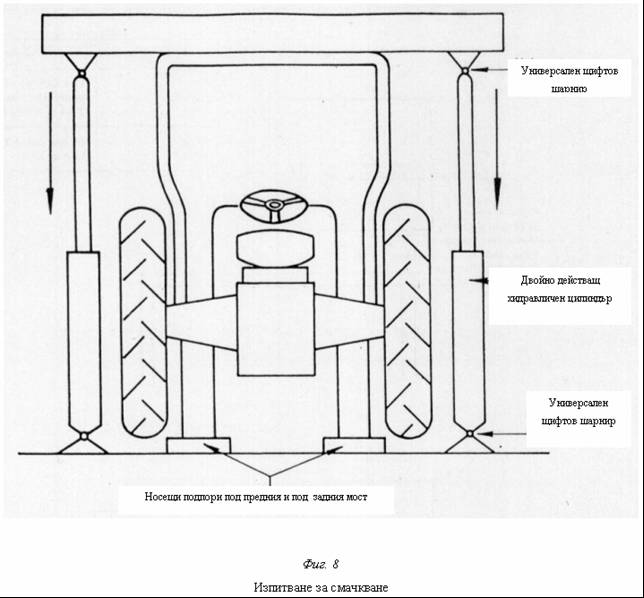 Универсален щифтов
шарнир
Двойно действащ
хидравличен цилиндър
Универсален
щифтов шарнир
Носещи подпори под предния и под задния мост
Фиг. 8
Изпитване за смачкване